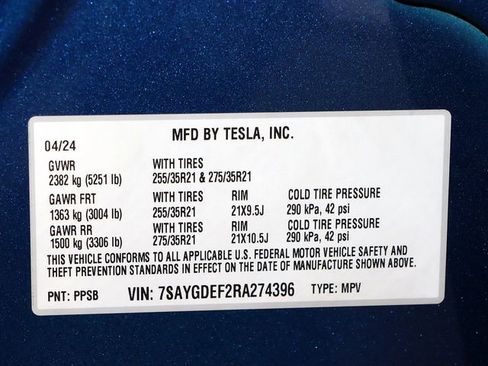 MFD BY TESLA, INC.
04/24
GVWR WITH TIRES
2382 kg (5251 lb) 255/35R21 & 275/35R21
GAWR FRT WITH TIRES RIM COLD TIRE PRESSURE
1363 kg (3004 lb) 255/35R21 21X9.5J 290 kPa, 42 psi
GAWR RR WITH TIRES RIM COLD TIRE PRESSURE
1500 kg (3306 lb) 275/35R21 21X10.5J 290 kPa, 42 psi
THIS VEHICLE CONFORMS TO ALL APPLICABLE U.S. FEDERAL MOTOR VEHICLE SAFETY AND
THEFT PREVENTION STANDARDS IN EFFECT ON THE DATE OF MANUFACTURE SHOWN ABOVE.
PNT: PPSB VIN: 7SAYGDEF2RA274396 TYPE: MPV